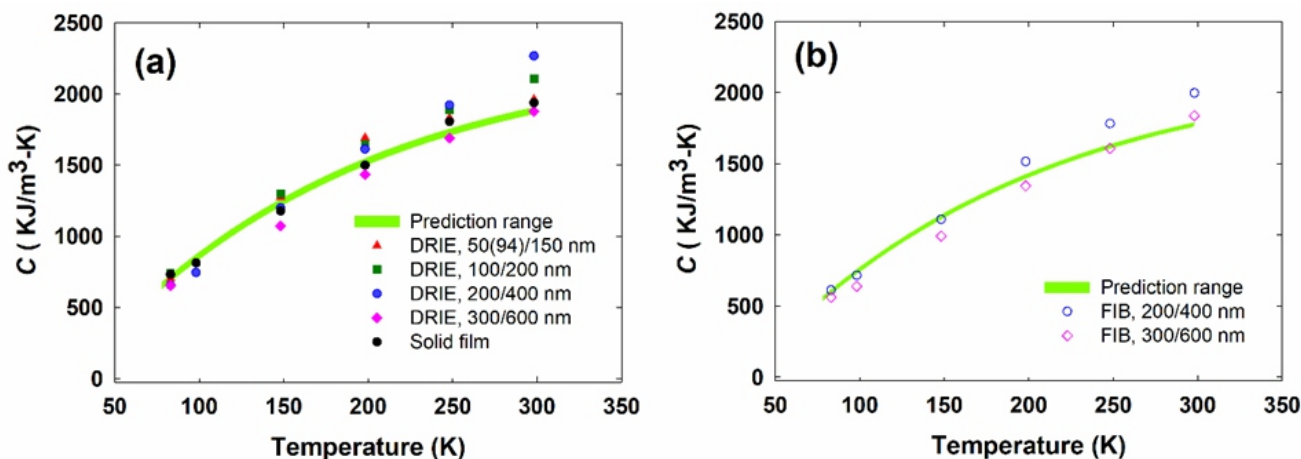 (a)
C ( KJ/m³-K)
2500
2000
1500
1000
500
0
Prediction range
DRIE, 50(94)/150 nm
DRIE, 100/200 nm
DRIE, 200/400 nm
DRIE, 300/600 nm
Solid film
50 100 150 200 250 300 350
Temperature (K)
(b)
C ( KJ/m³-K)
2500
2000
1500
1000
500
0
Prediction range
FIB, 200/400 nm
FIB, 300/600 nm
50 100 150 200 250 300 350
Temperature (K)